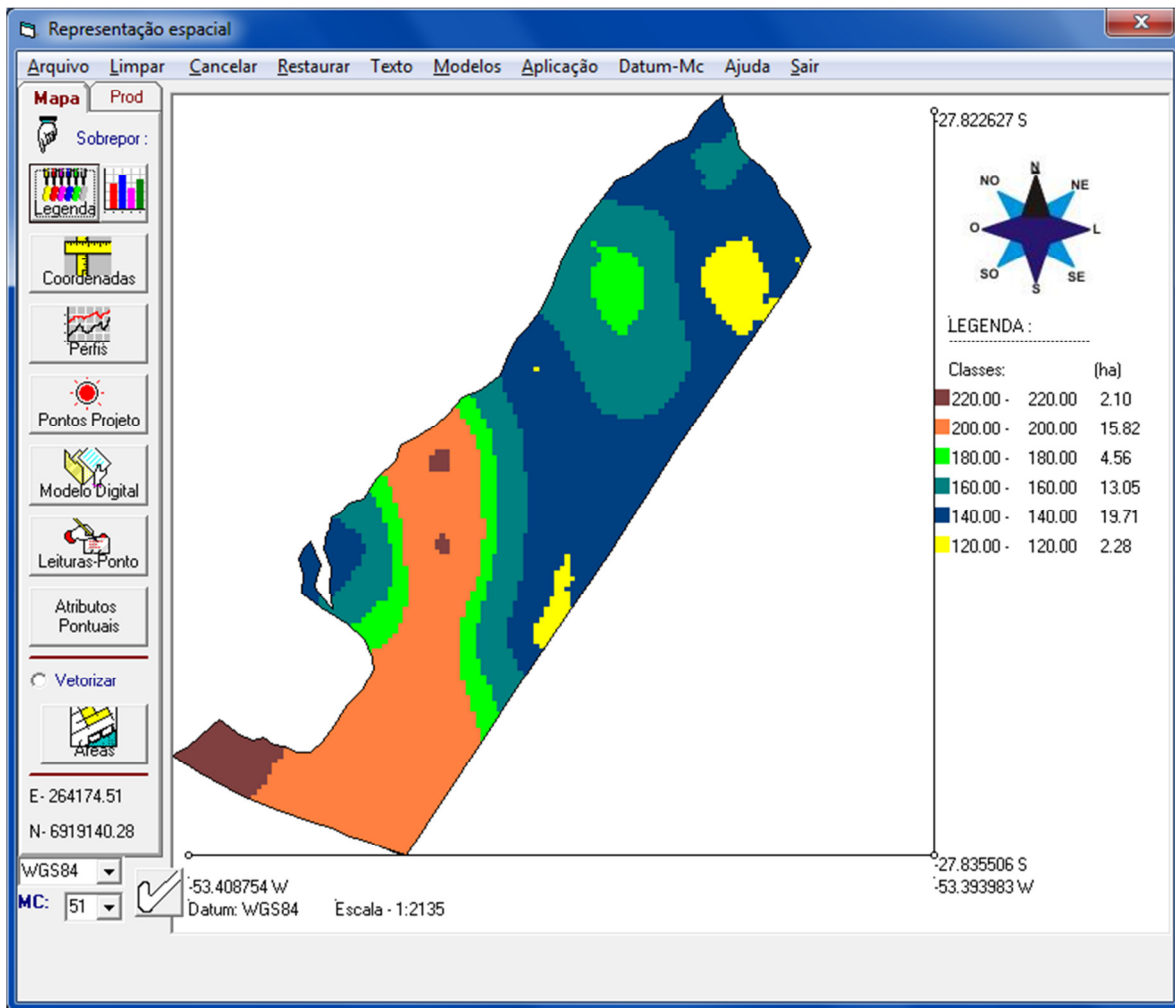 Representação espacial
Arquivo Limpar Cancelar Restaurar Texto Modelos Aplicação Datum-Mc Ajuda Sair
Mapa Prod
Sobrepor :
Legenda
Coordenadas
Perfis
Pontos Projeto
Modelo Digital
Leituras-Ponto
Atributos
Pontuais
Vetorizar
Áreas
E- 264174.51
N- 6919140.28
WGS84
MC: 51
-27.822627 S
N
NO NE
O L
SO SE
S
LEGENDA :
Classes: (ha)
220.00 - 220.00 2.10
200.00 - 200.00 15.82
180.00 - 180.00 4.56
160.00 - 160.00 13.05
140.00 - 140.00 19.71
120.00 - 120.00 2.28
-27.835506 S
-53.408754 W -53.393983 W
Datum: WGS84 Escala - 1:2135